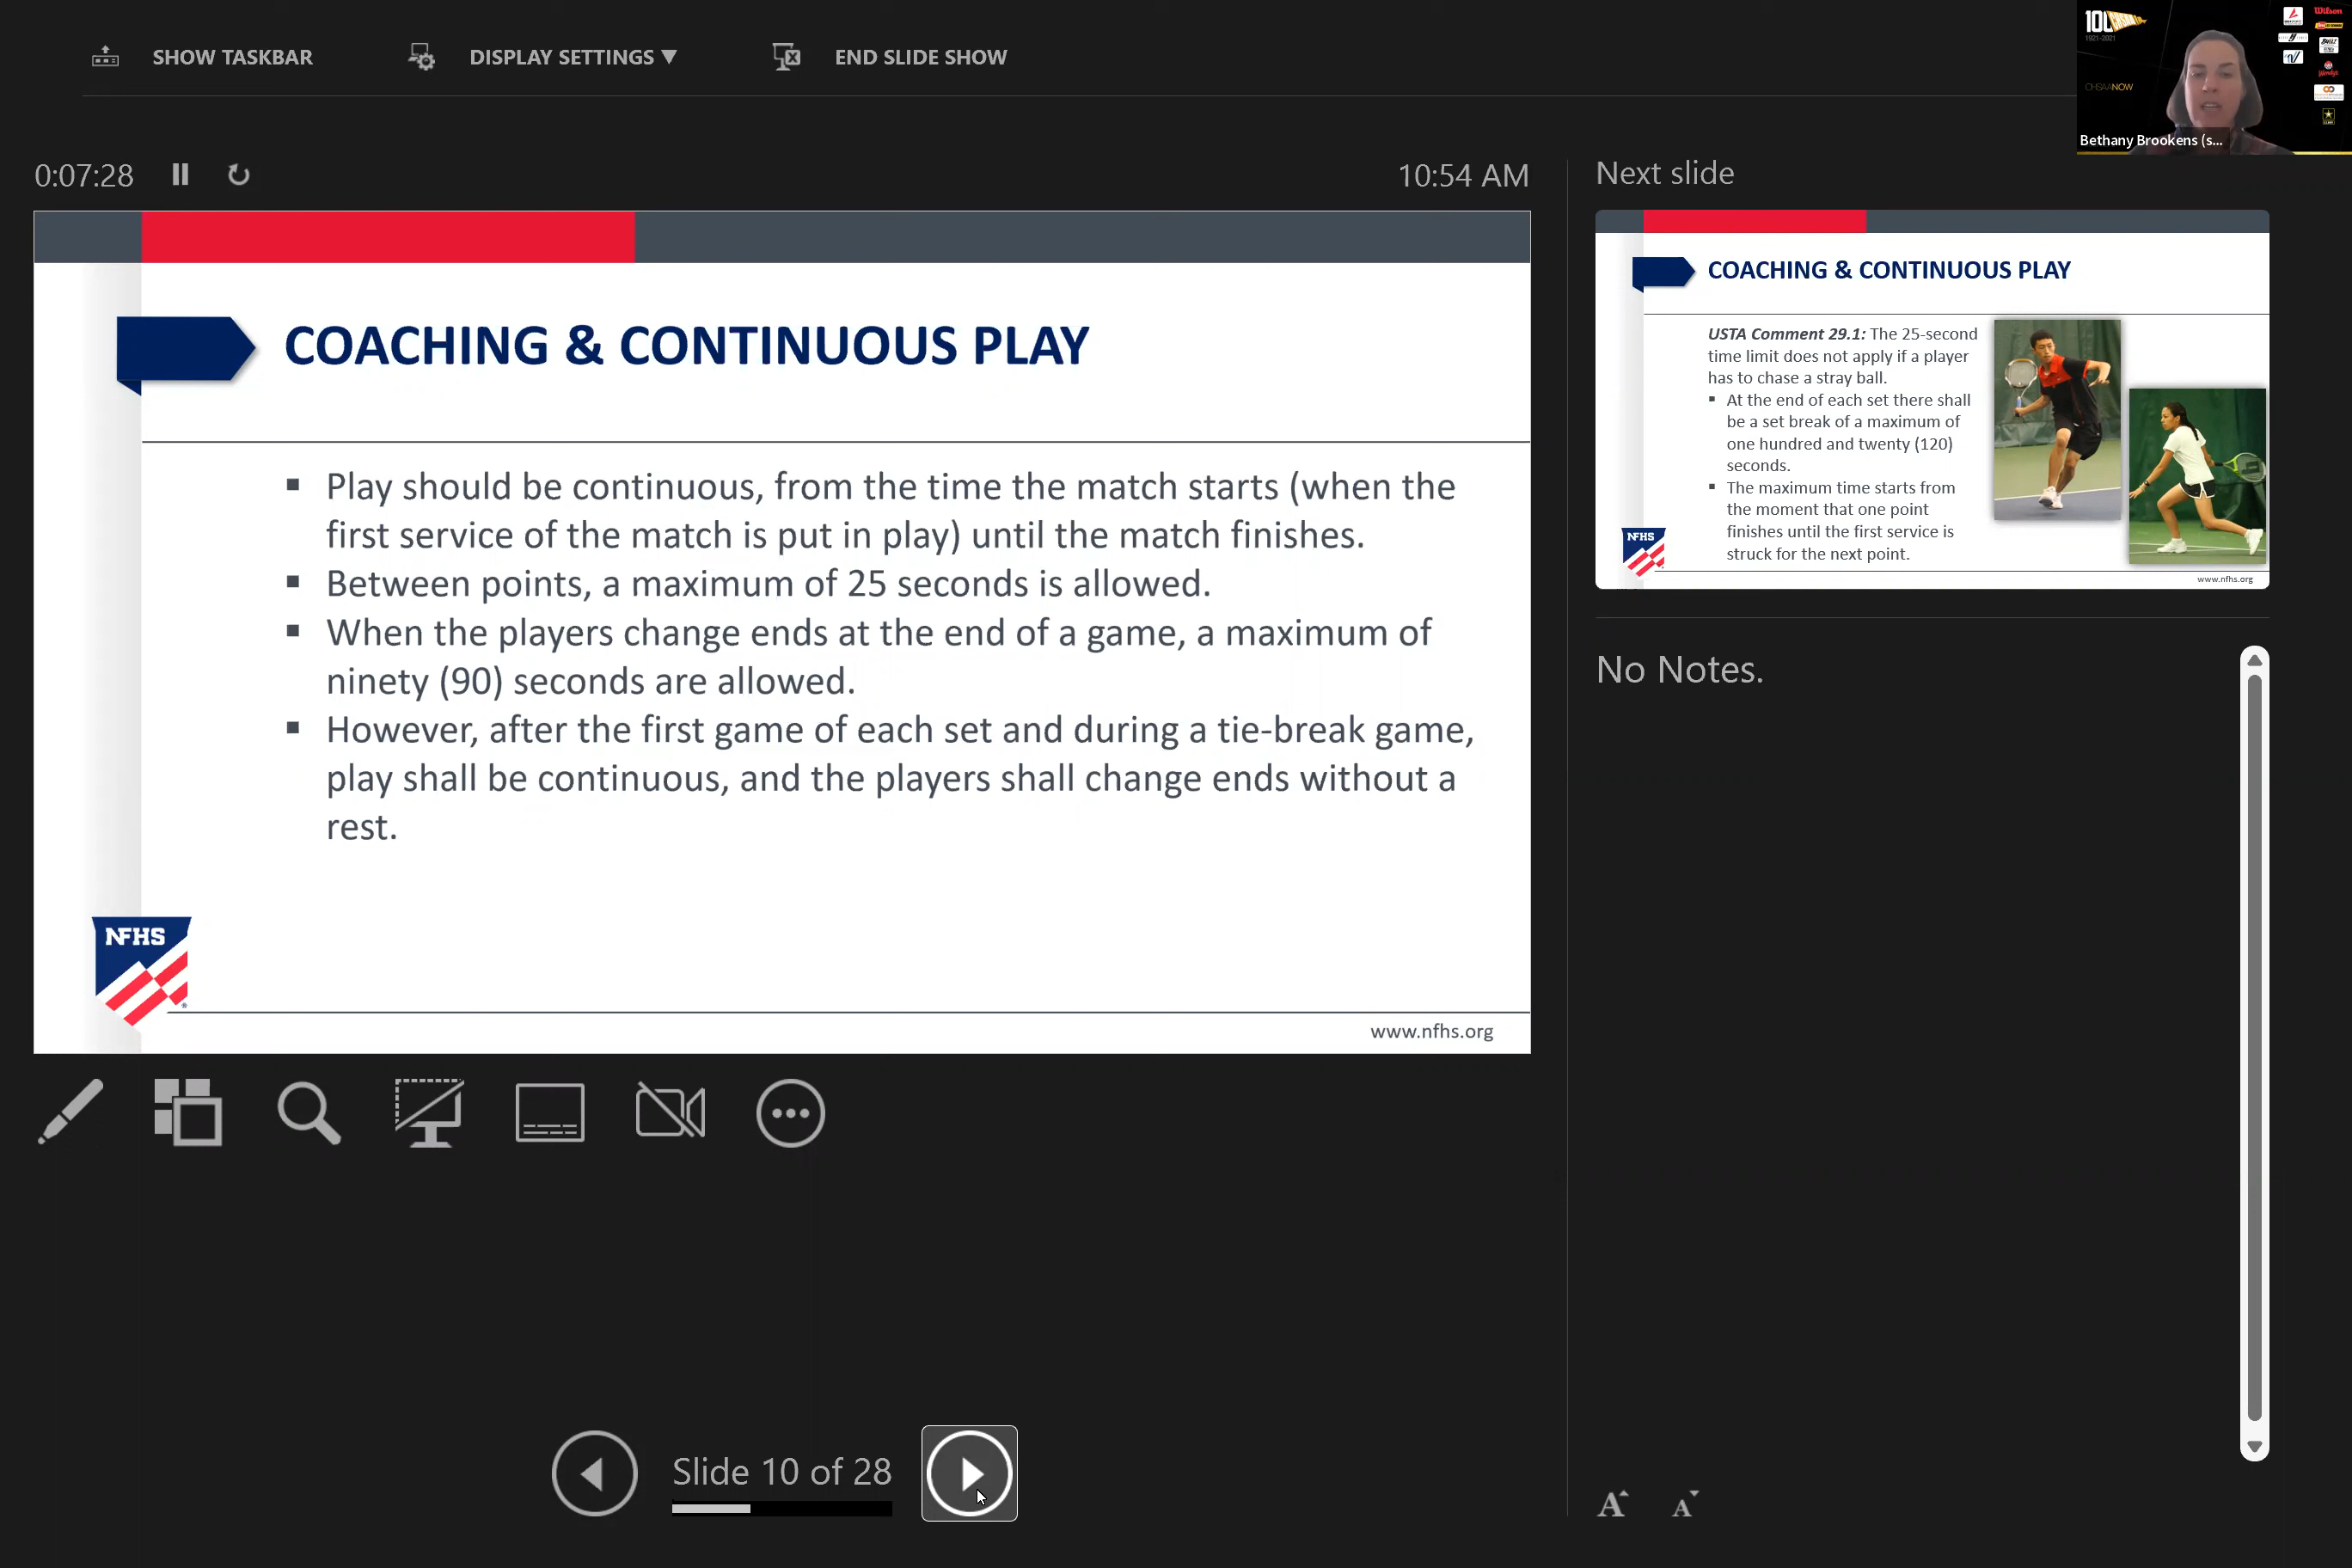 SHOW TASKBAR
DISPLAY SETTINGS ▼
END SLIDE SHOW
1921-2021
CHSAANOW
Wilson
Wendy's
Bethany Brookens (s...
0:07:28
10:54 AM
COACHING & CONTINUOUS PLAY
▪ Play should be continuous, from the time the match starts (when the
first service of the match is put in play) until the match finishes.
▪ Between points, a maximum of 25 seconds is allowed.
▪ When the players change ends at the end of a game, a maximum of
ninety (90) seconds are allowed.
▪ However, after the first game of each set and during a tie-break game,
play shall be continuous, and the players shall change ends without a
rest.
NFHS
www.nfhs.org
Slide 10 of 28
Next slide
COACHING & CONTINUOUS PLAY
USTA Comment 29.1: The 25-second
time limit does not apply if a player
has to chase a stray ball.
▪ At the end of each set there shall
be a set break of a maximum of
one hundred and twenty (120)
seconds.
▪ The maximum time starts from
the moment that one point
finishes until the first service is
struck for the next point.
NFHS
www.nfhs.org
No Notes.
A A